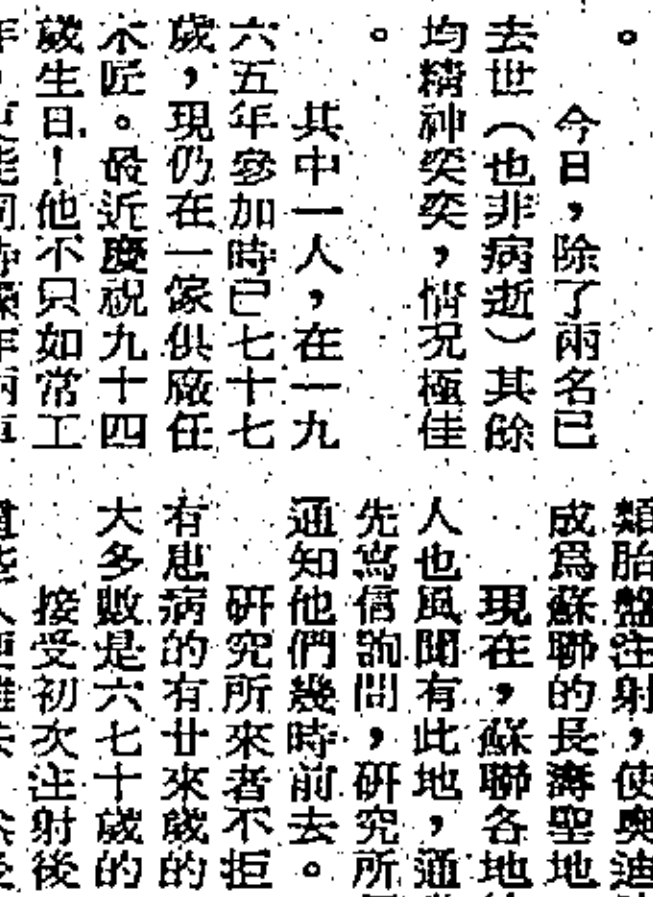 。
今日，除了兩名已
去世（也非病逝）其餘
均精神奕奕，情況極佳
。
其中一人，在一九
六五年參加時已七十七
歲，現仍在一傢俱廠任
木匠。最近慶祝九十四
歲生日！他不只如常工
類胎盤注射，使奧迪
成爲蘇聯的長壽聖地
現在，蘇聯各地
人也風聞有此地，通
先寫信詢問，研究所
通知他們幾時前去。
研究所來者不拒
有患病的有廿來歲的
大多數是六七十歲的
接受初次注射後